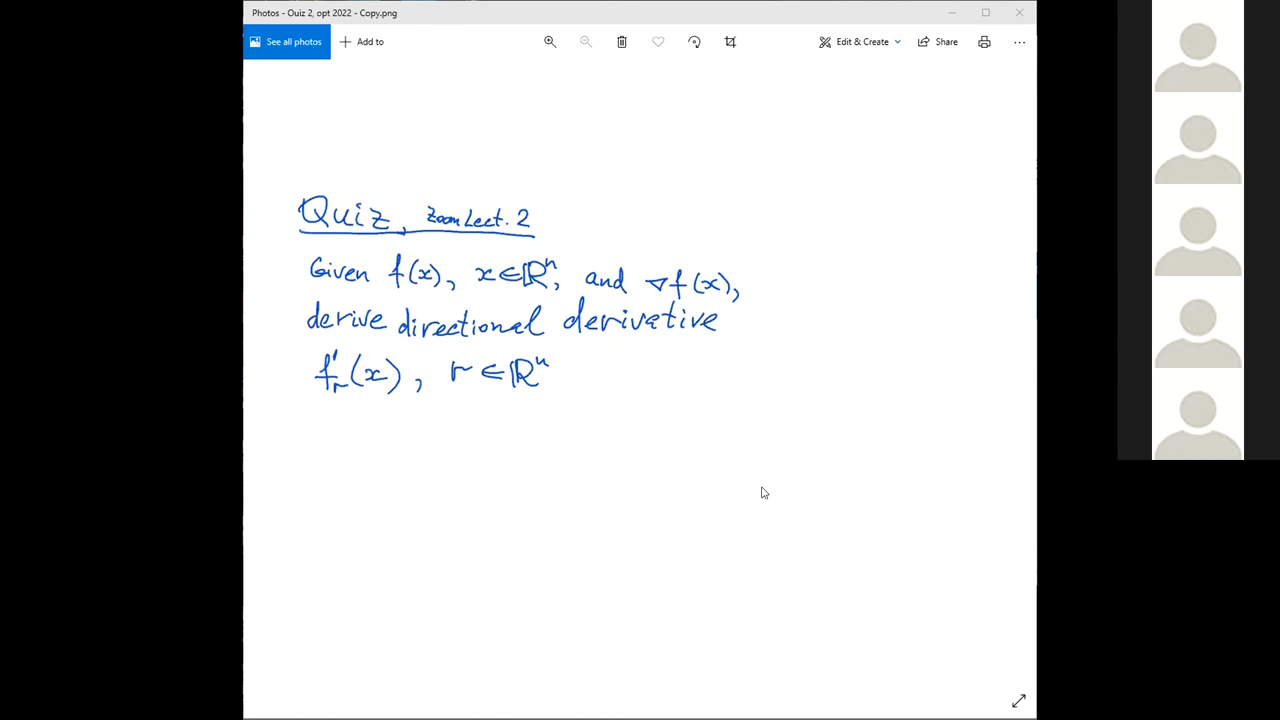 Photos - Quiz 2, opt 2022 - Copy.png
See all photos
Add to
Edit & Create
Share
Quiz, Zoom Lect. 2
Given f(x), x∈ℝⁿ, and ∇f(x),
derive directional derivative
f'ᵣ(x), r∈ℝⁿ